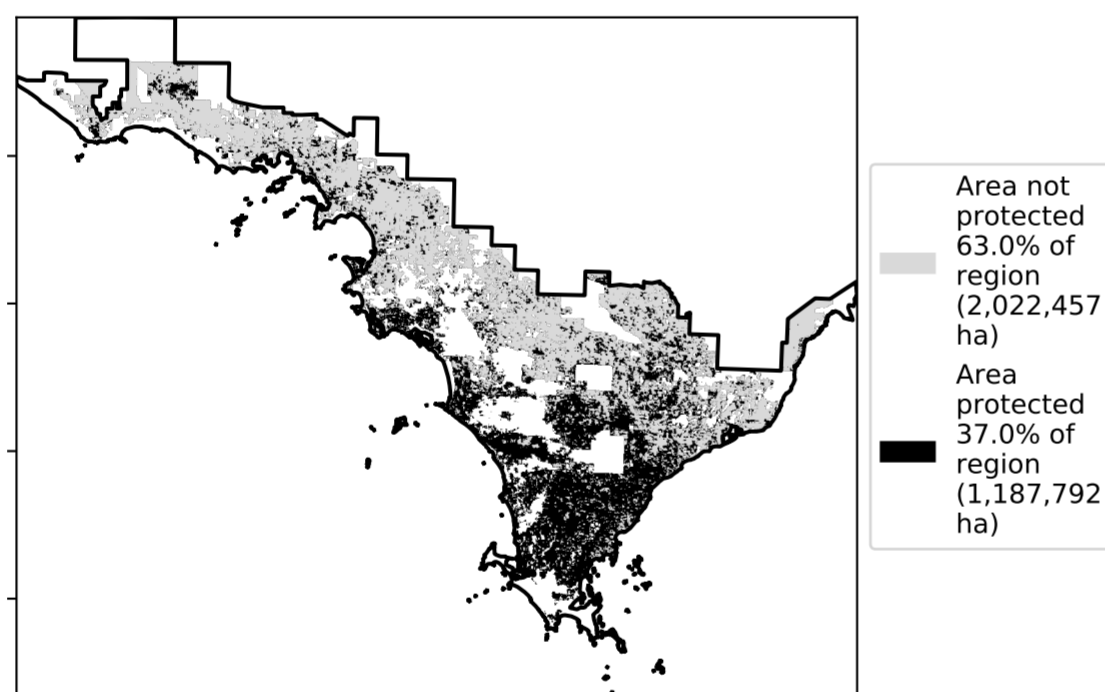 Area not
protected
63.0% of
region
(2,022,457
ha)
Area
protected
37.0% of
region
(1,187,792
ha)